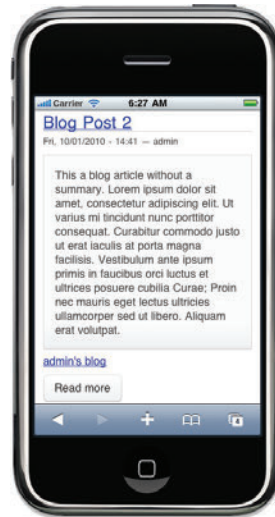 Carrier 6:27 AM
Blog Post 2
Fri, 10/01/2010 - 14:41 — admin
This a blog article without a
summary. Lorem ipsum dolor sit
amet, consectetur adipiscing elit. Ut
varius mi tincidunt nunc porttitor
consequat. Curabitur commodo justo
ut erat iaculis at porta magna
facilisis. Vestibulum ante ipsum
primis in faucibus orci luctus et
ultrices posuere cubilia Curae; Proin
nec mauris eget lectus ultricies
ullamcorper sed ut libero. Aliquam
erat volutpat.
admin's blog
Read more
4